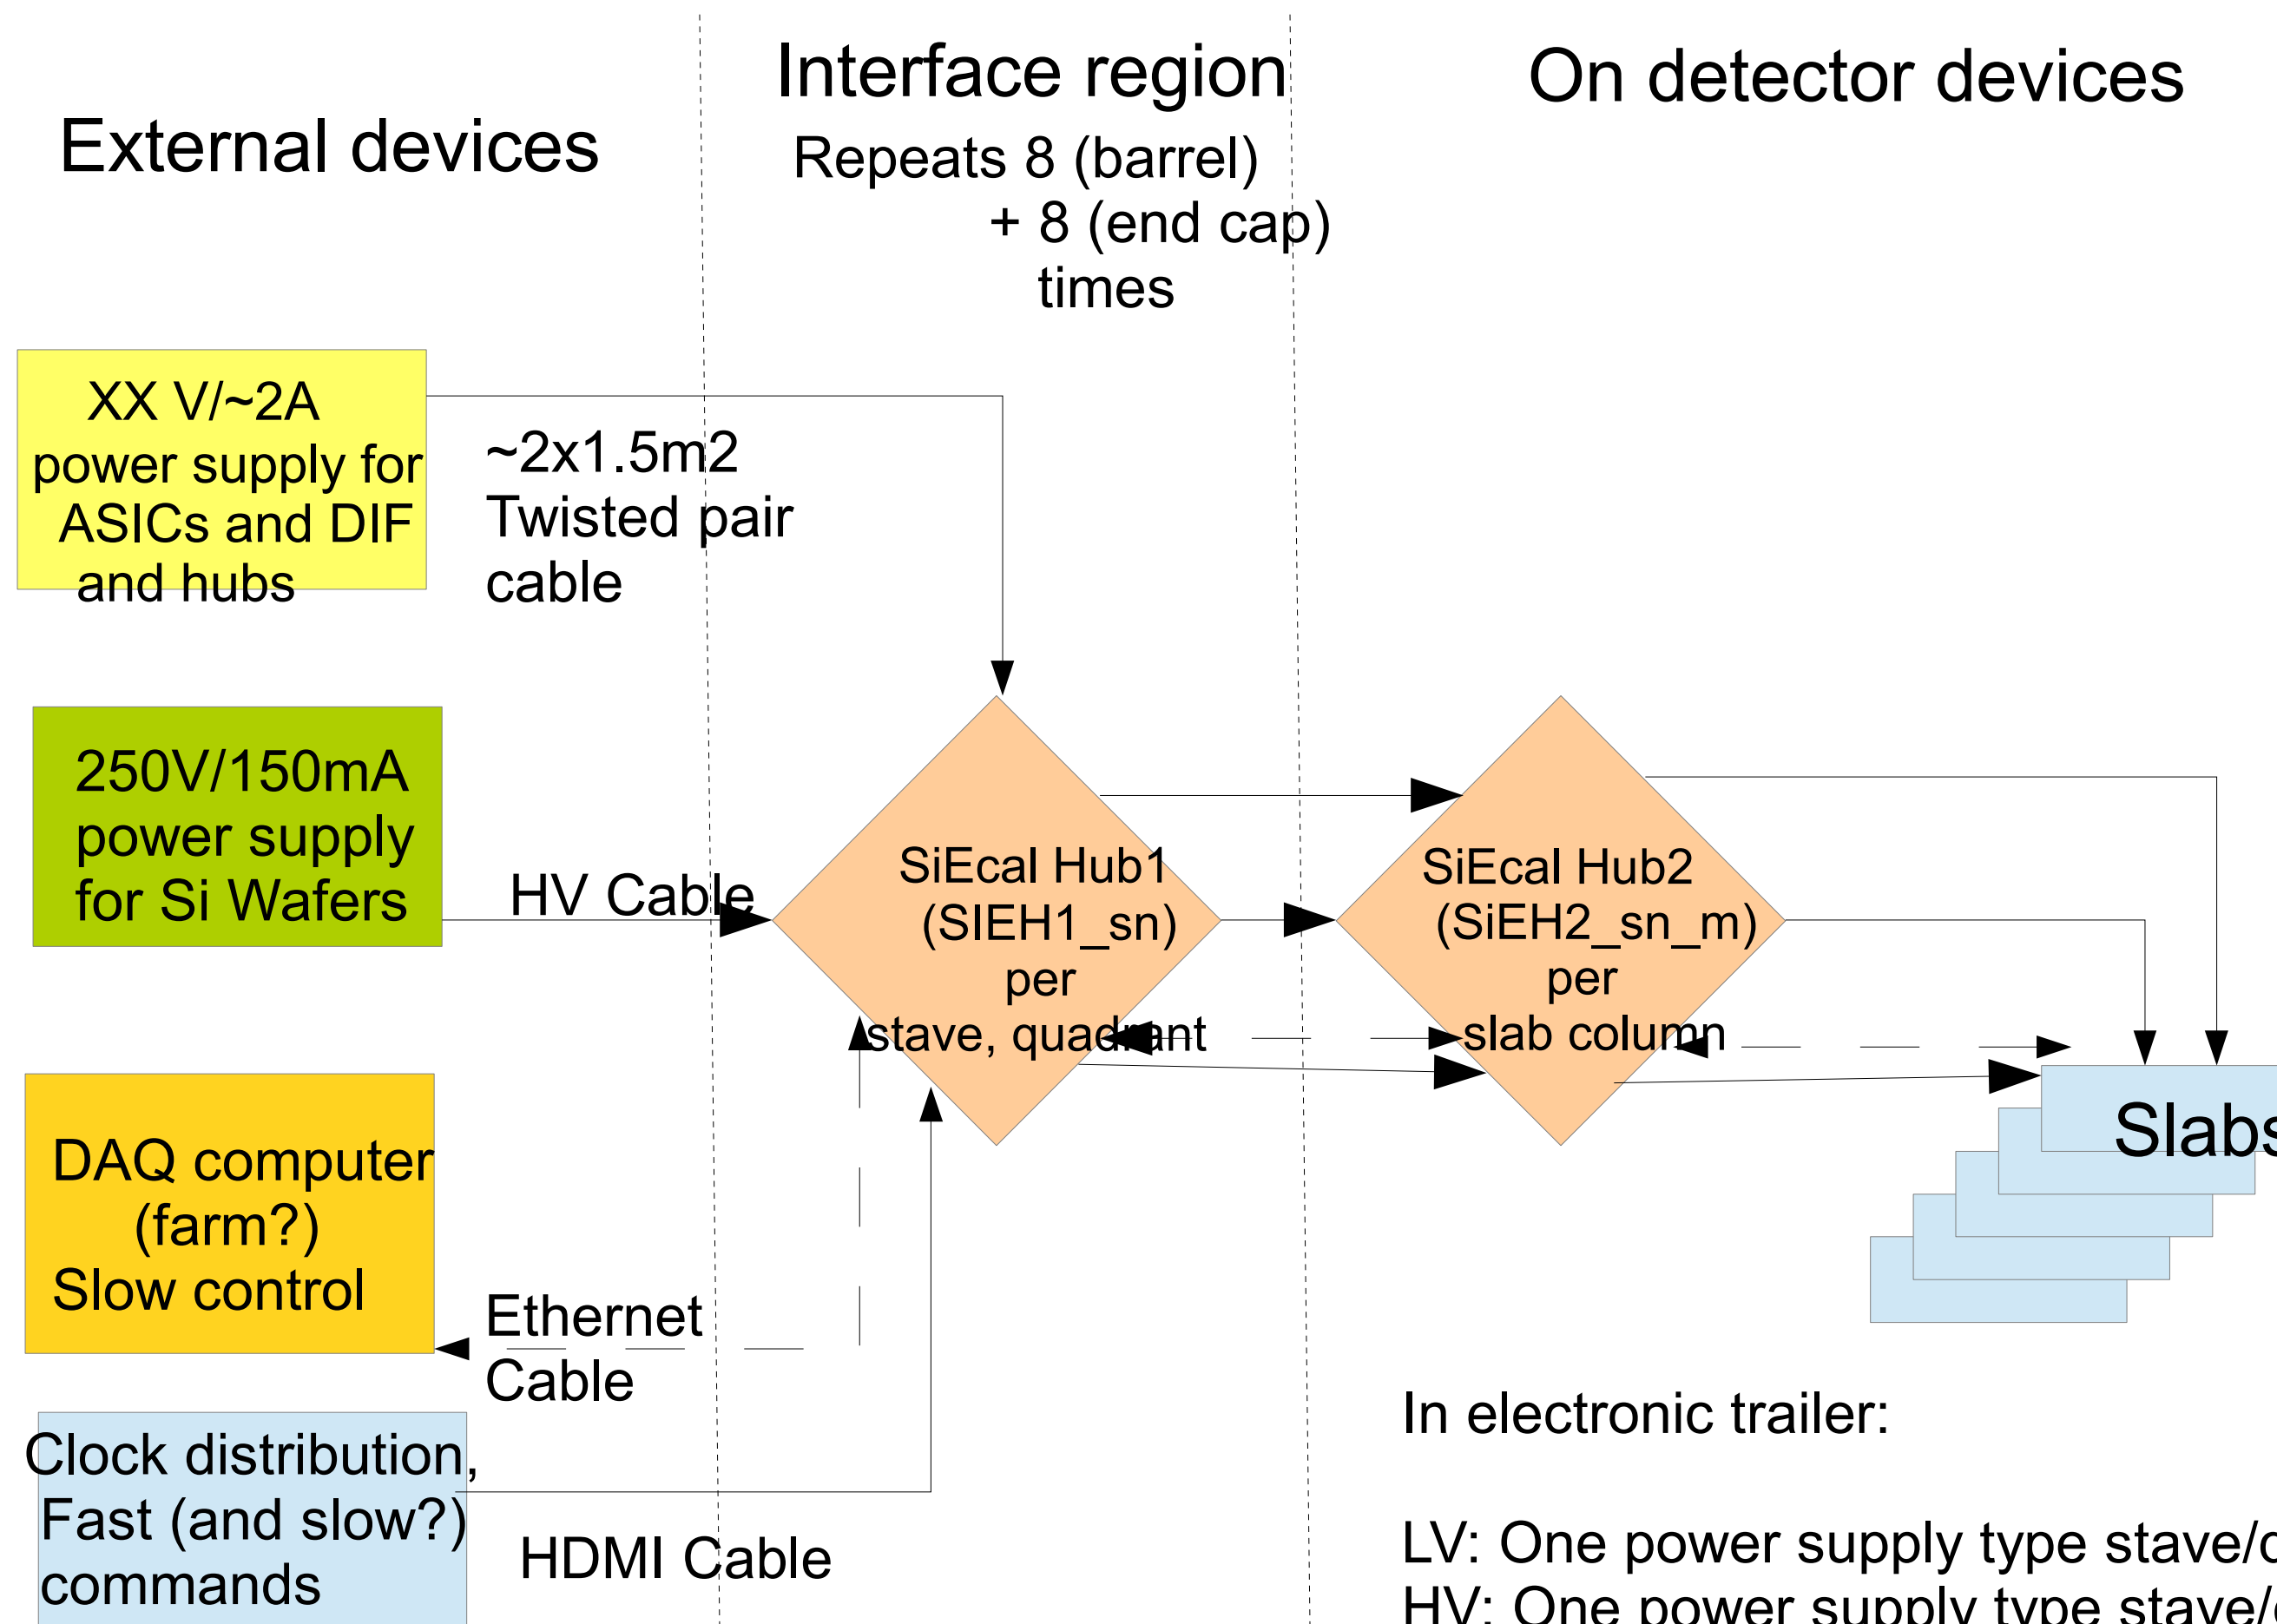 External devices
Interface region
Repeats 8 (barrel)
+ 8 (end cap)
times
On detector devices
XX V/~2A
power supply for
ASICs and DIF
and hubs
~2x1.5m2
Twisted pair
cable
250V/150mA
power supply
for Si Wafers
HV Cable
SiEcal Hub1
(SIEH1_sn)
per
stave, quadrant
SiEcal Hub2
(SiEH2_sn_m)
per
slab column
Slabs
DAQ computer
(farm?)
Slow control
Ethernet
Cable
Clock distribution,
Fast (and slow?)
commands
HDMI Cable
In electronic trailer:
LV: One power supply type stave/
HV: One power supply type stave/